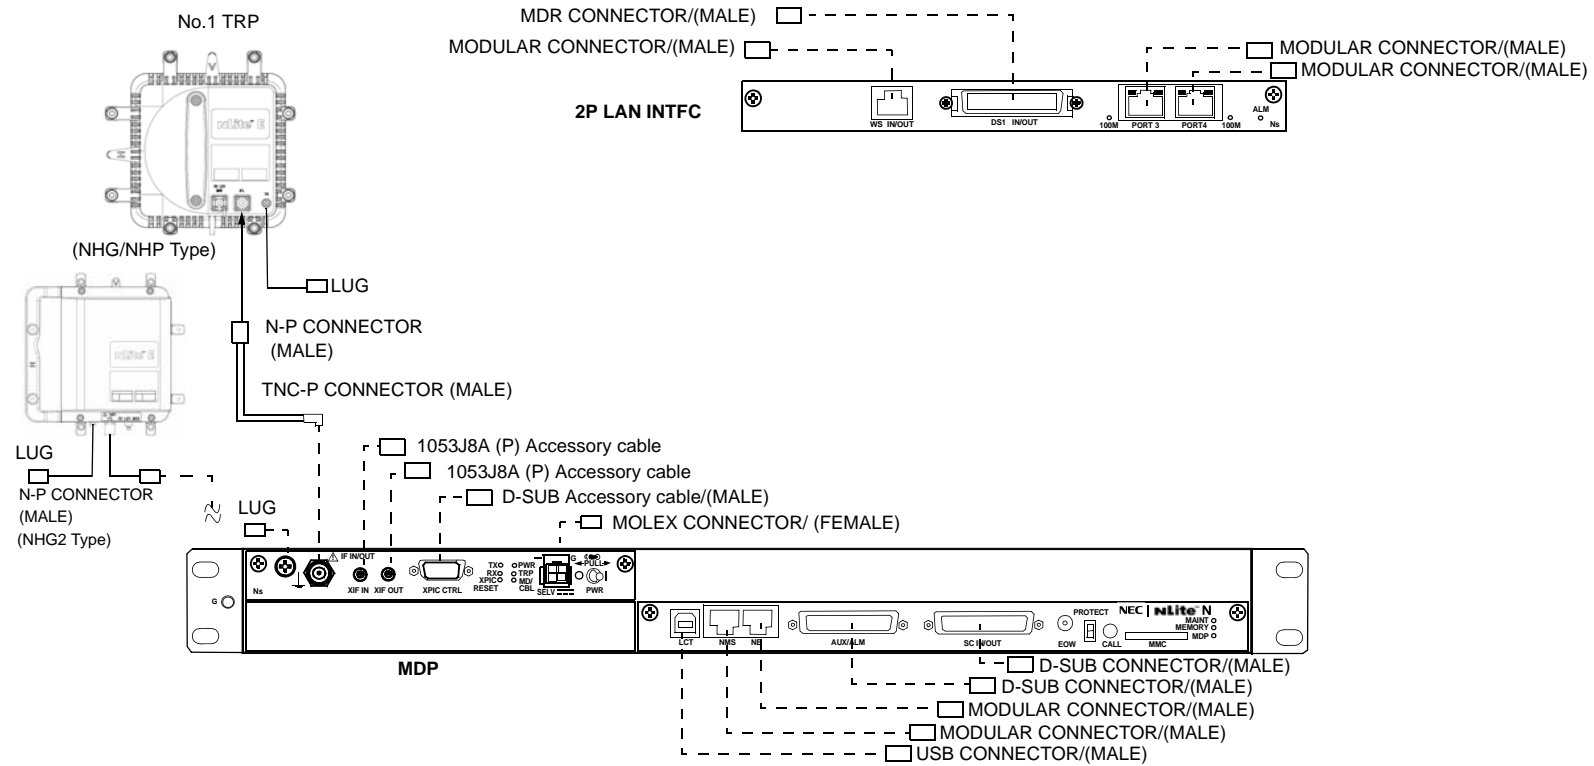 No.1 TRP
MDR CONNECTOR/(MALE)
MODULAR CONNECTOR/(MALE)
MODULAR CONNECTOR/(MALE)
MODULAR CONNECTOR/(MALE)
2P LAN INTFC
WS IN/OUT
DS1 IN/OUT
100M
PORT 3
PORT4
100M
ALM
Ns
NLite E
(NHG/NHP Type)
LUG
N-P CONNECTOR
(MALE)
TNC-P CONNECTOR (MALE)
NLite E
LUG
N-P CONNECTOR
(MALE)
(NHG2 Type)
1053J8A (P) Accessory cable
1053J8A (P) Accessory cable
D-SUB Accessory cable/(MALE)
LUG
MOLEX CONNECTOR/ (FEMALE)
IF IN/OUT
TX
RX
XPIC
RESET
PWR
TRP
MD/
CBL
G
PULL
Ns
XIF IN
XIF OUT
XPIC CTRL
SELV
PWR
G
LCT
NMS
NE
AUX/ALM
SC IN/OUT
EOW
PROTECT
CALL
NEC
NLite N
MAINT
MEMORY
MDP
MMC
MDP
D-SUB CONNECTOR/(MALE)
D-SUB CONNECTOR/(MALE)
MODULAR CONNECTOR/(MALE)
MODULAR CONNECTOR/(MALE)
USB CONNECTOR/(MALE)